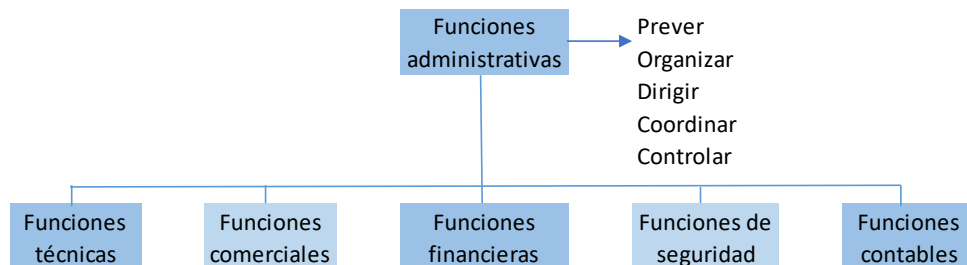 Funciones
administrativas
Prever
Organizar
Dirigir
Coordinar
Controlar
Funciones
técnicas
Funciones
comerciales
Funciones
financieras
Funciones de
seguridad
Funciones
contables